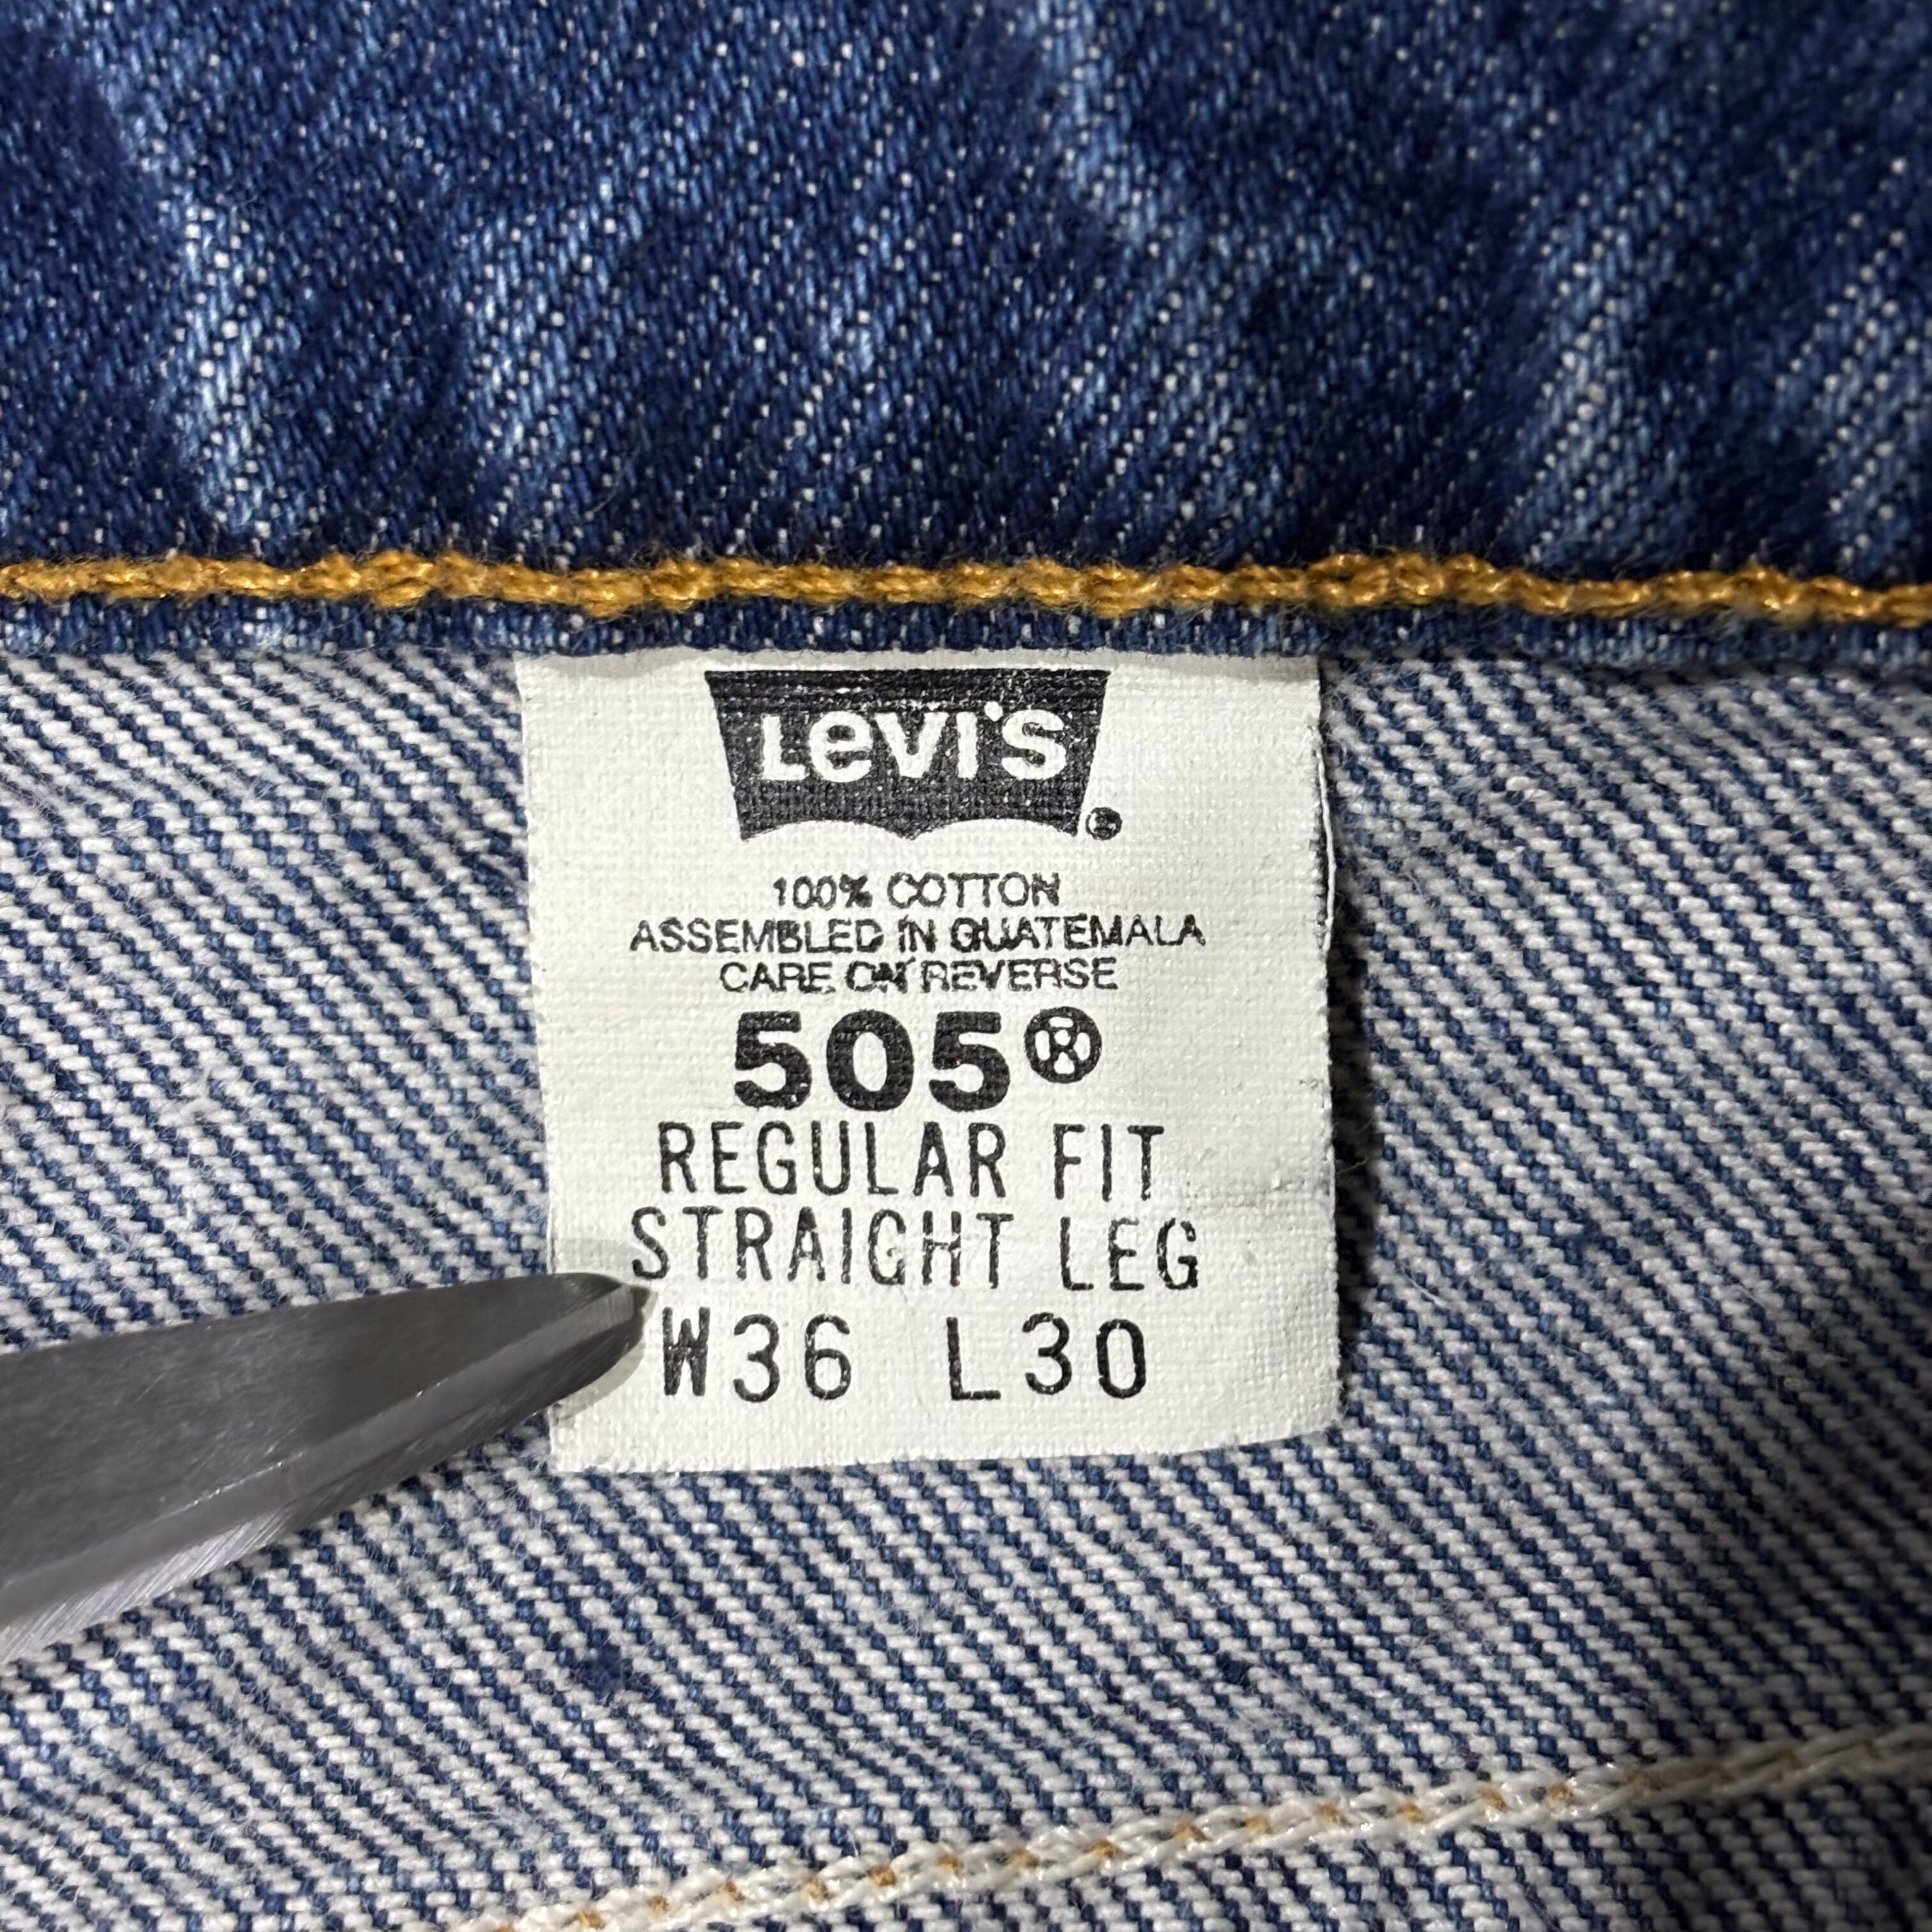 LEVI'S ®
100% COTTON
ASSEMBLED IN GUATEMALA
CARE ON REVERSE
505®
REGULAR FIT
STRAIGHT LEG
W36 L30